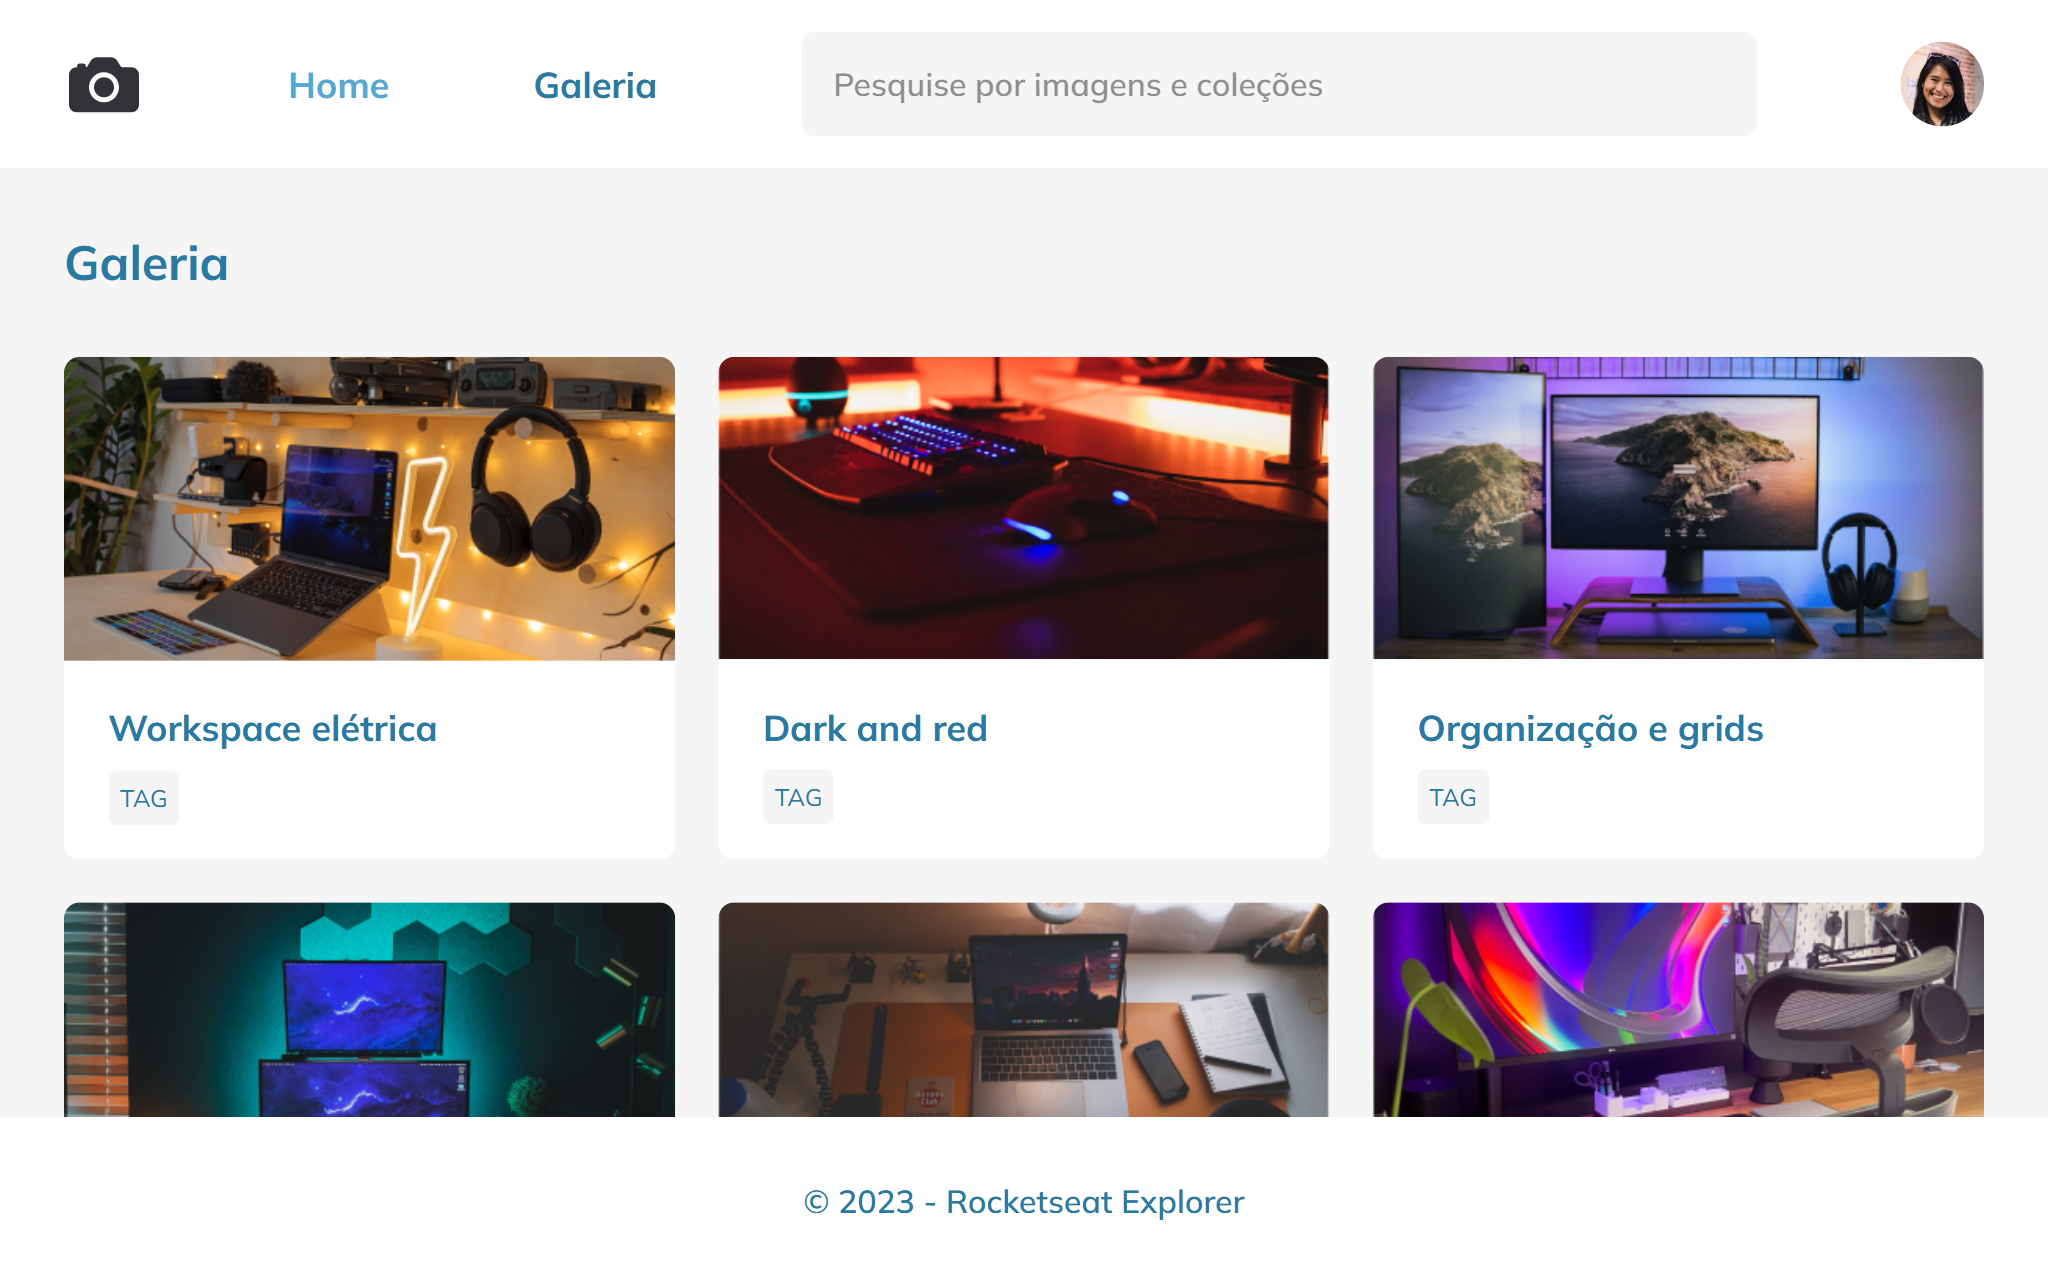 Home
Galeria
Pesquise por imagens e coleções
Galeria
Workspace elétrica
TAG
Dark and red
TAG
Organização e grids
TAG
© 2023 - Rocketseat Explorer